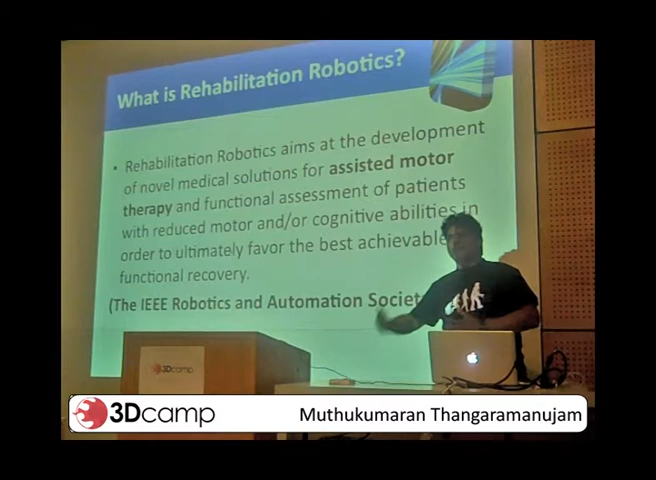 What is Rehabilitation Robotics?
• Rehabilitation Robotics aims at the development
of novel medical solutions for assisted motor
therapy and functional assessment of patients
with reduced motor and/or cognitive abilities in
order to ultimately favor the best achievable
functional recovery.
(The IEEE Robotics and Automation Societ
3Dcamp
3Dcamp
Muthukumaran Thangaramanujam